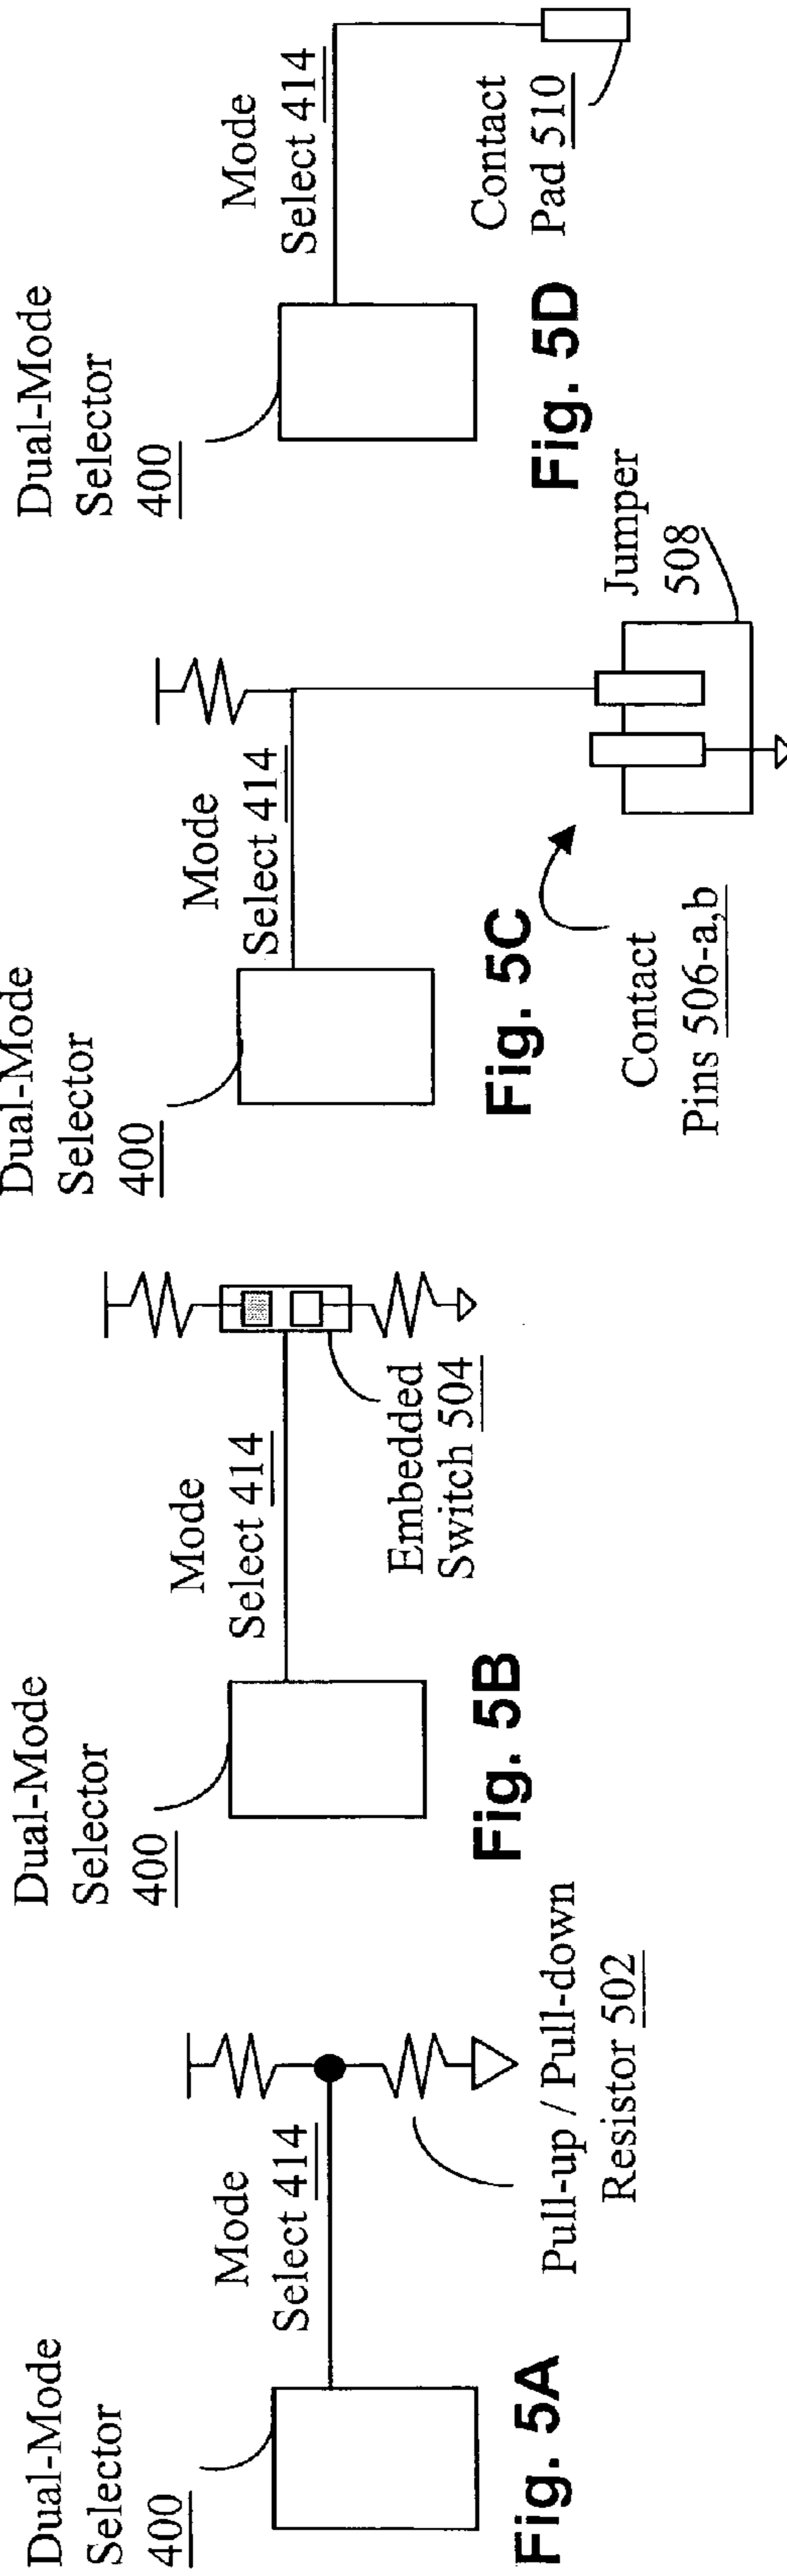 Dual-Mode
Selector
400
Mode
Select 414
Pull-up / Pull-down
Resistor 502
Fig. 5A
Dual-Mode
Selector
400
Mode
Select 414
Embedded
Switch 504
Fig. 5B
Dual-Mode
Selector
400
Mode
Select 414
Jumper
508
Contact
Pins 506-a,b
Fig. 5C
Dual-Mode
Selector
400
Mode
Select 414
Contact
Pad 510
Fig. 5D